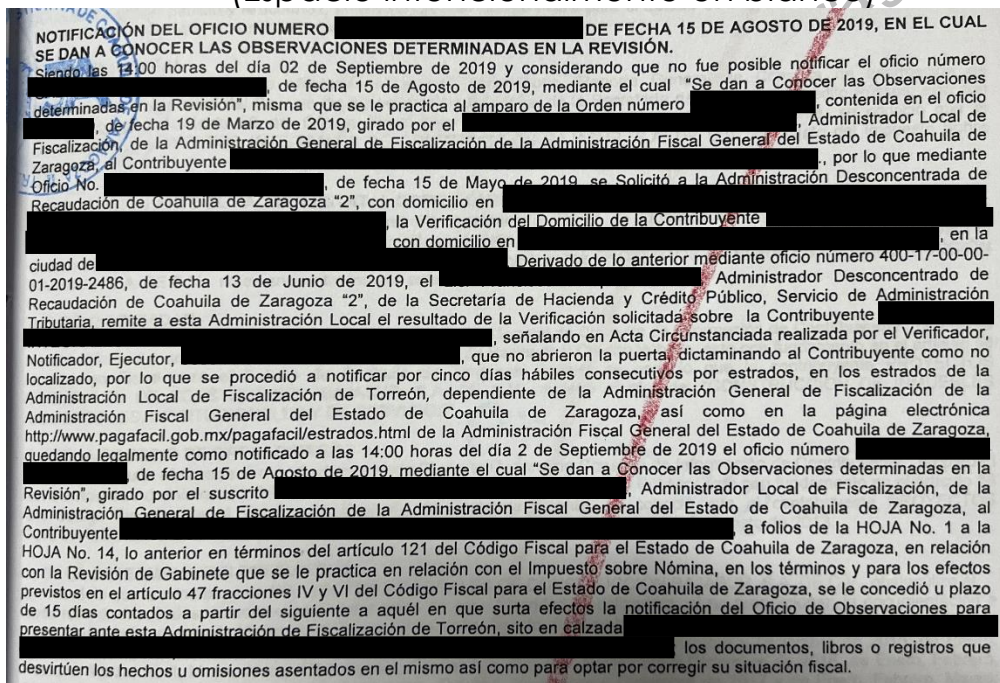 (Espacio intencionalmente en blanco)
NOTIFICACIÓN DEL OFICIO NUMERO DE FECHA 15 DE AGOSTO DE 2019, EN EL CUAL
SE DAN A CONOCER LAS OBSERVACIONES DETERMINADAS EN LA REVISIÓN.
Siendo las 14:00 horas del día 02 de Septiembre de 2019 y considerando que no fue posible notificar el oficio número
, de fecha 15 de Agosto de 2019, mediante el cual “Se dan a Conocer las Observaciones
determinadas en la Revisión”, misma que se le practica al amparo de la Orden número , contenida en el oficio
, de fecha 19 de Marzo de 2019, girado por el , Administrador Local de
Fiscalización, de la Administración General de Fiscalización de la Administración Fiscal General del Estado de Coahuila de
Zaragoza, al Contribuyente ., por lo que mediante
Oficio No. , de fecha 15 de Mayo de 2019, se Solicitó a la Administración Desconcentrada de
Recaudación de Coahuila de Zaragoza “2”, con domicilio en
, la Verificación del Domicilio de la Contribuyente
con domicilio en , en la
ciudad de . Derivado de lo anterior mediante oficio número 400-17-00-00-
01-2019-2486, de fecha 13 de Junio de 2019, el Administrador Desconcentrado de
Recaudación de Coahuila de Zaragoza “2”, de la Secretaría de Hacienda y Crédito Público, Servicio de Administración
Tributaria, remite a esta Administración Local el resultado de la Verificación solicitada sobre la Contribuyente
, señalando en Acta Circunstanciada realizada por el Verificador,
Notificador, Ejecutor, , que no abrieron la puerta, dictaminando al Contribuyente como no
localizado, por lo que se procedió a notificar por cinco días hábiles consecutivos por estrados, en los estrados de la
Administración Local de Fiscalización de Torreón, dependiente de la Administración General de Fiscalización de la
Administración Fiscal General del Estado de Coahuila de Zaragoza, así como en la página electrónica
http://www.pagafacil.gob.mx/pagafacil/estrados.html de la Administración Fiscal General del Estado de Coahuila de Zaragoza,
quedando legalmente como notificado a las 14:00 horas del día 2 de Septiembre de 2019 el oficio número
, de fecha 15 de Agosto de 2019, mediante el cual “Se dan a Conocer las Observaciones determinadas en la
Revisión”, girado por el suscrito , Administrador Local de Fiscalización, de la
Administración General de Fiscalización de la Administración Fiscal General del Estado de Coahuila de Zaragoza, al
Contribuyente , a folios de la HOJA No. 1 a la
HOJA No. 14, lo anterior en términos del artículo 121 del Código Fiscal para el Estado de Coahuila de Zaragoza, en relación
con la Revisión de Gabinete que se le practica en relación con el Impuesto sobre Nómina, en los términos y para los efectos
previstos en el artículo 47 fracciones IV y VI del Código Fiscal para el Estado de Coahuila de Zaragoza, se le concedió u plazo
de 15 días contados a partir del siguiente a aquél en que surta efectos la notificación del Oficio de Observaciones para
presentar ante esta Administración de Fiscalización de Torreón, sito en calzada
los documentos, libros o registros que
desvirtúen los hechos u omisiones asentados en el mismo así como para optar por corregir su situación fiscal.